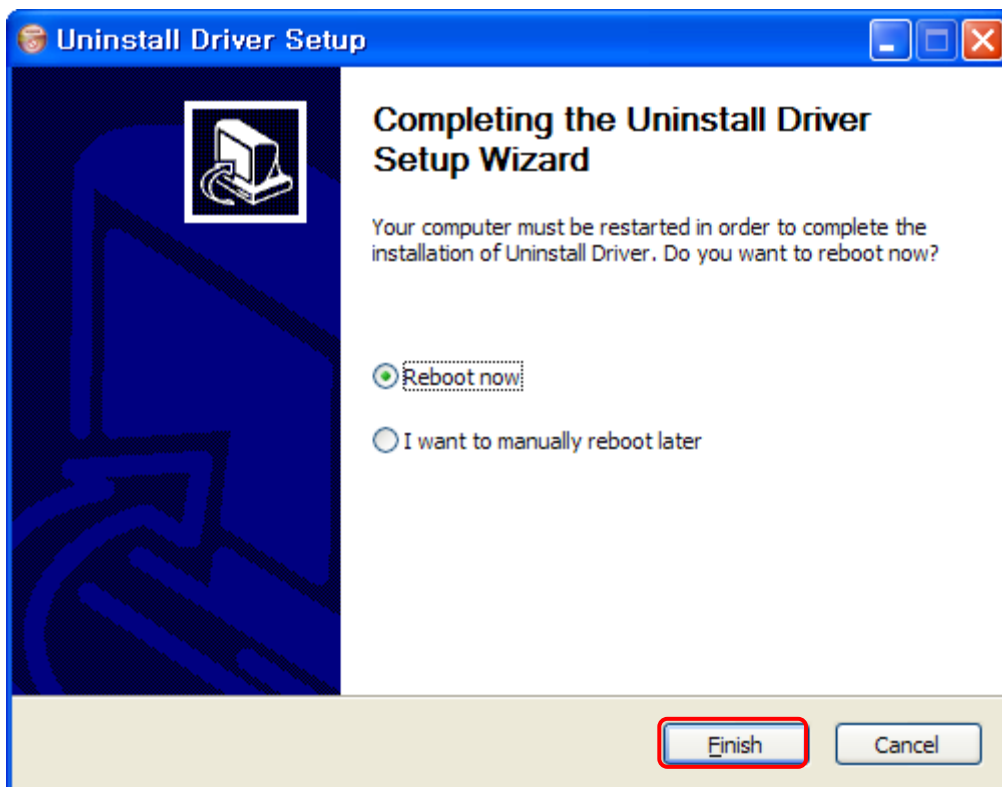 Uninstall Driver Setup
Completing the Uninstall Driver
Setup Wizard
Your computer must be restarted in order to complete the
installation of Uninstall Driver. Do you want to reboot now?
Reboot now
I want to manually reboot later
Finish
Cancel